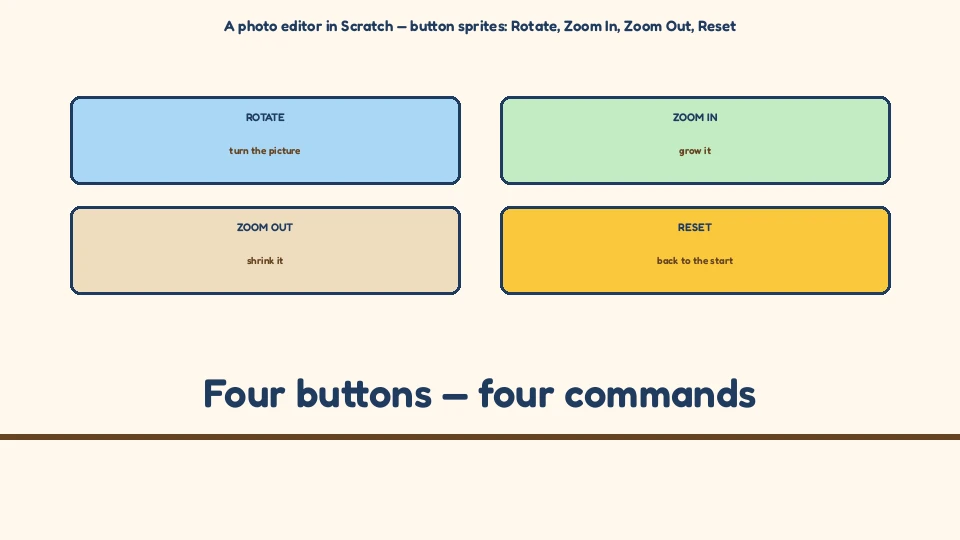 A photo editor in Scratch — button sprites: Rotate, Zoom In, Zoom Out, Reset
ROTATE
turn the picture
ZOOM IN
grow it
ZOOM OUT
shrink it
RESET
back to the start
Four buttons — four commands